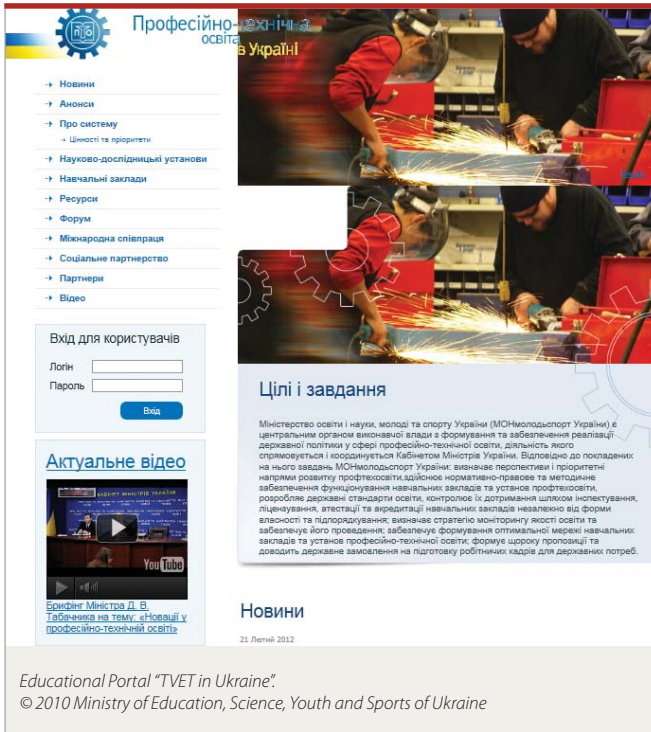 Професійно-технічна
освіта
в Україні
Новини
Анонси
Про систему
Цінності та пріоритети
Науково-дослідницькі установи
Навчальні заклади
Ресурси
Форум
Міжнародна співпраця
Соціальне партнерство
Партнери
Відео
Вхід для користувачів
Логін
Пароль
Вхід
Актуальне відео
КАБІНЕТ МІНІСТРІВ УКРАЇНИ
YouTube
Брифінг Міністра Д. В.
Табачника на тему: «Новації у
професійно-технічній освіті»
Цілі і завдання
Міністерство освіти і науки, молоді та спорту України (МОНмолодьспорт України) є
центральним органом виконавчої влади з формування та забезпечення реалізації
державної політики у сфері професійно-технічної освіти, діяльність якого
спрямовується і координується Кабінетом Міністрів України. Відповідно до покладених
на нього завдань МОНмолодьспорт України: визначає перспективи і пріоритетні
напрями розвитку профтехосвіти,здійснює нормативно-правове та методичне
забезпечення функціонування навчальних закладів та установ профтехосвіти,
розробляє державні стандарти освіти, контролює їх дотримання шляхом інспектування,
ліцензування, атестації та акредитації навчальних закладів незалежно від форми
власності та підпорядкування; визначає стратегію моніторингу якості освіти та
забезпечує його проведення; забезпечує формування оптимальної мережі навчальних
закладів та установ професійно-технічної освіти; формує щороку пропозиції та
доводить державне замовлення на підготовку робітничих кадрів для державних потреб.
Новини
21 Лютий 2012
Educational Portal “TVET in Ukraine”.
© 2010 Ministry of Education, Science, Youth and Sports of Ukraine